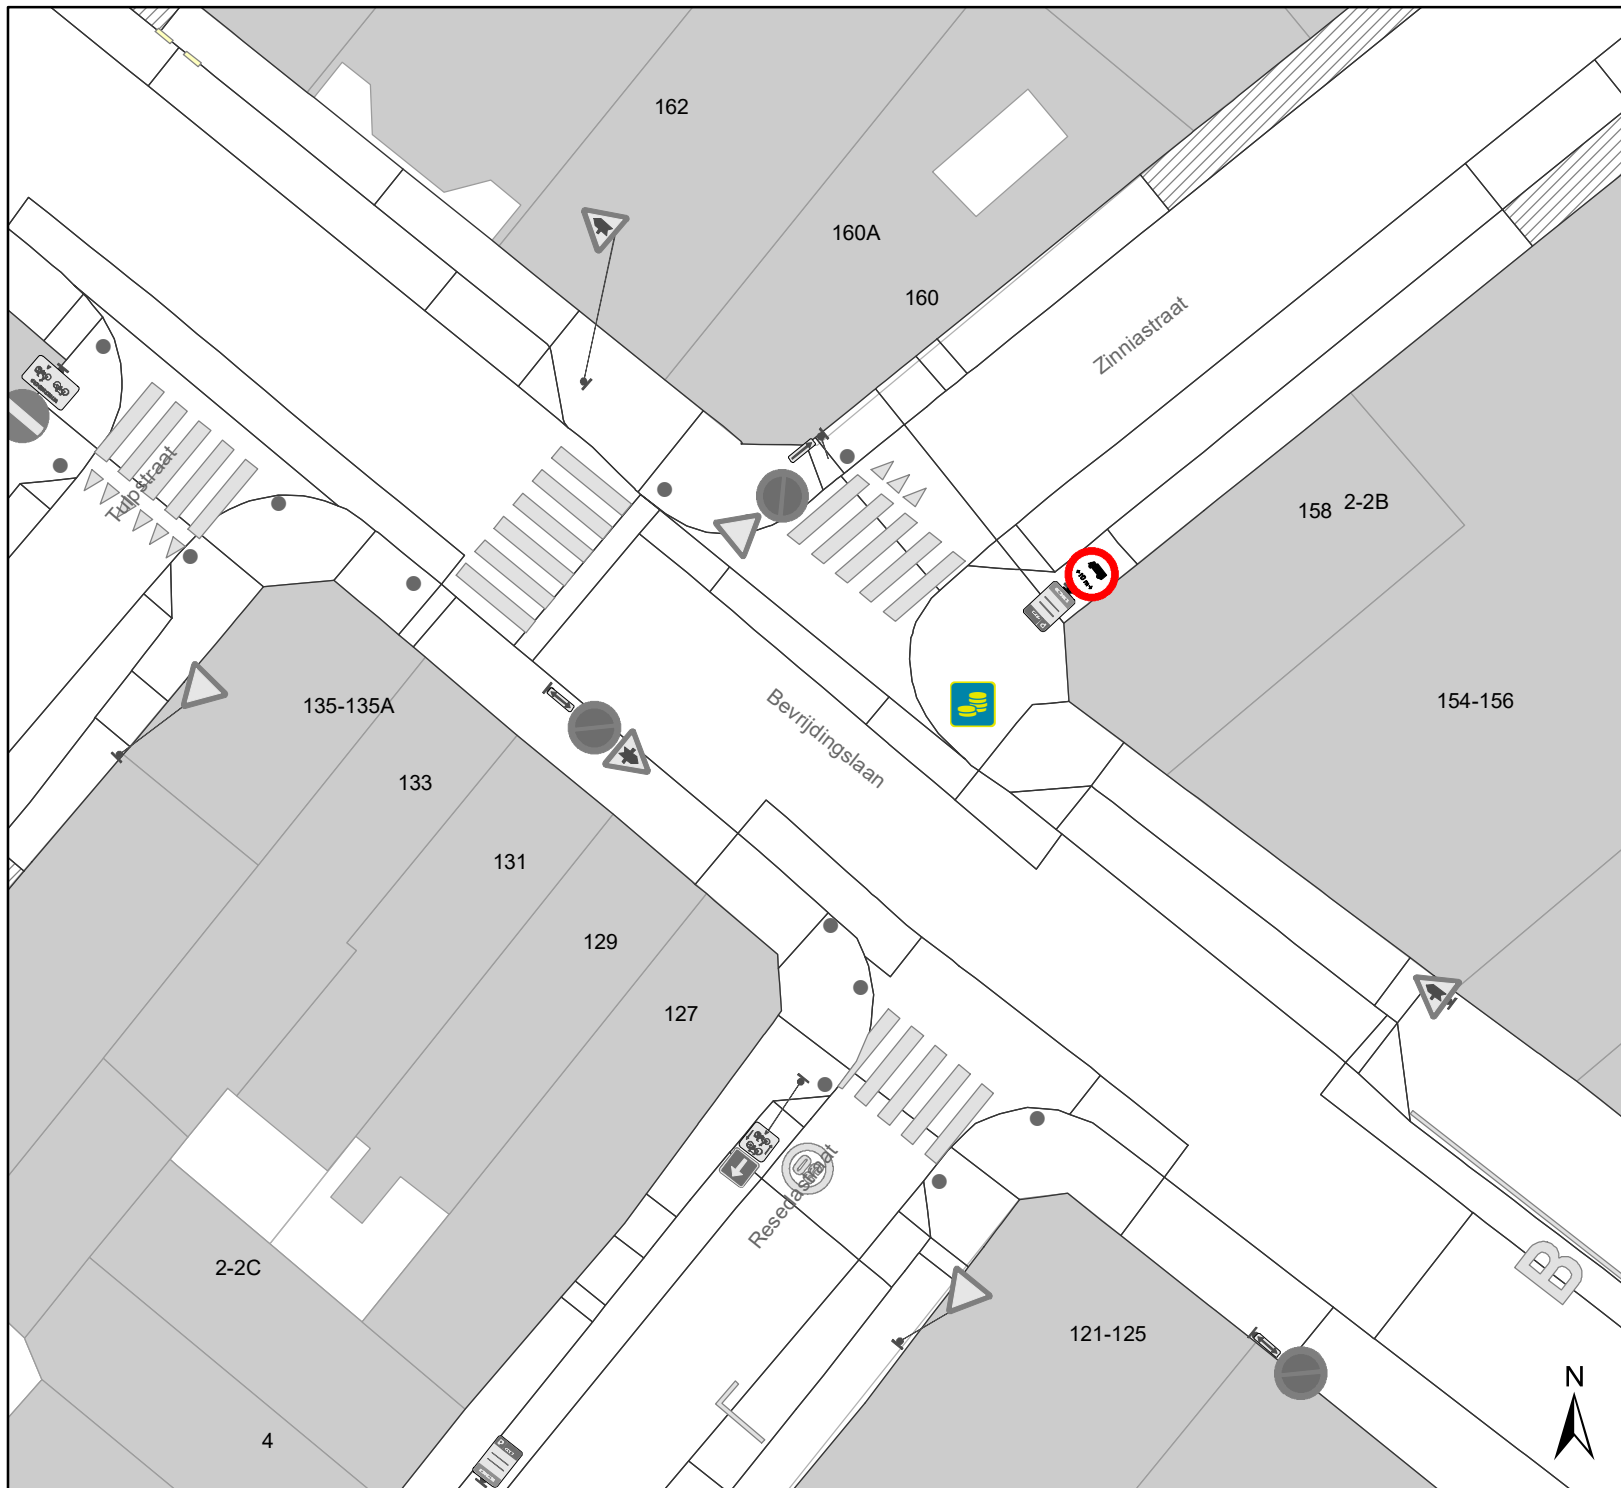 162
160A
160
Zinniastraat
Tulpstraat
158
2-2B
154-156
135-135A
Bevrijdingslaan
133
131
129
127
Resedastraat
2-2C
B
121-125
N
4